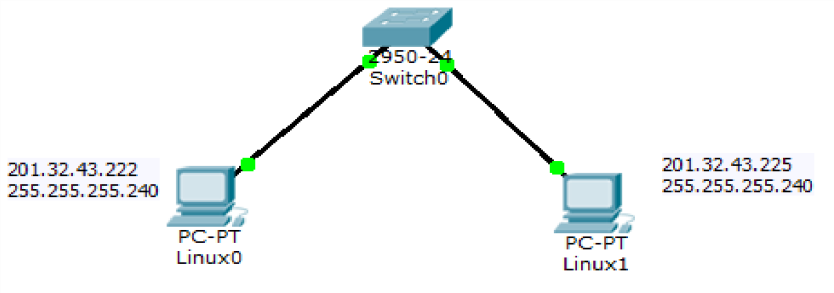 2950-24
Switch0
201.32.43.222
255.255.255.240
PC-PT
Linux0
201.32.43.225
255.255.255.240
PC-PT
Linux1